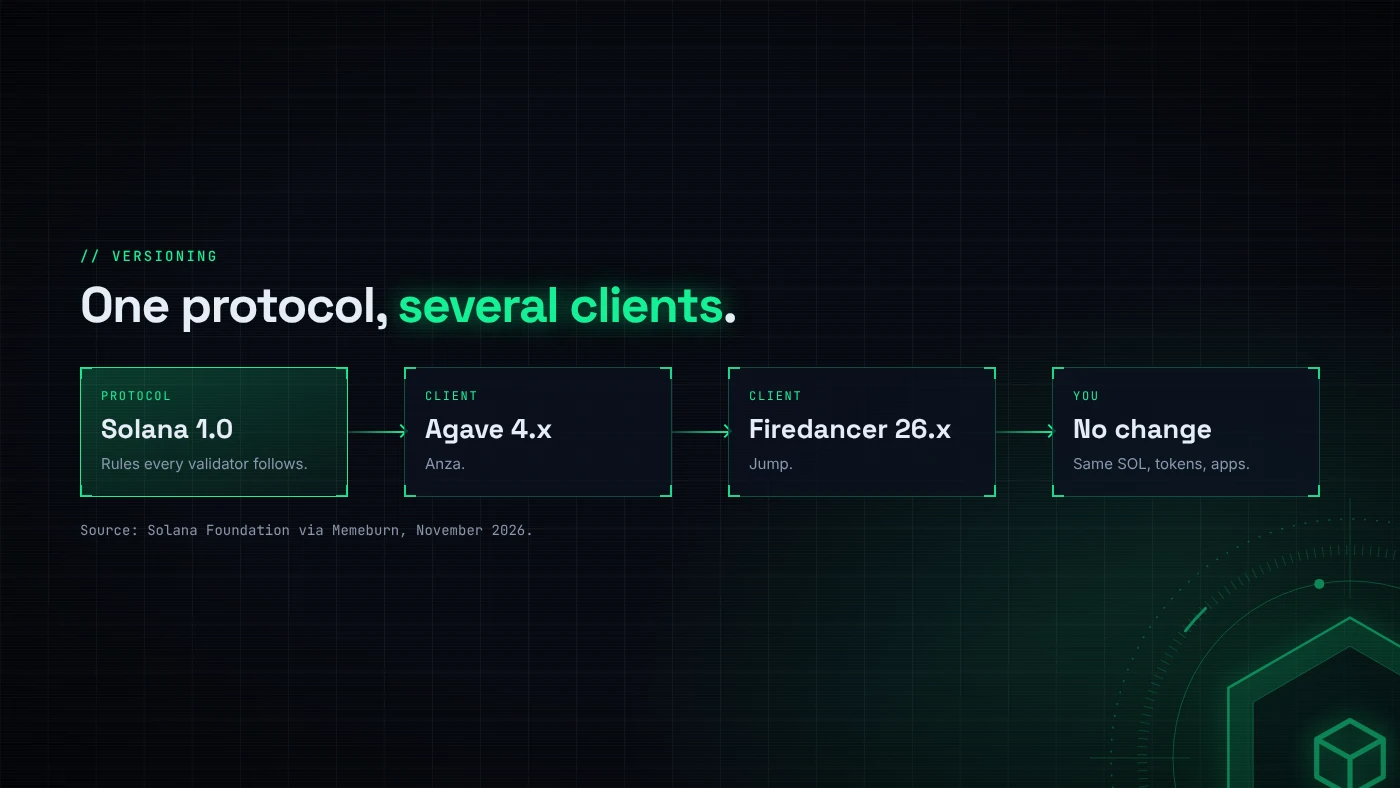 // VERSIONING
One protocol, several clients.
PROTOCOL
Solana 1.0
Rules every validator follows.
CLIENT
Agave 4.x
Anza.
CLIENT
Firedancer 26.x
Jump.
YOU
No change
Same SOL, tokens, apps.
Source: Solana Foundation via Memeburn, November 2026.